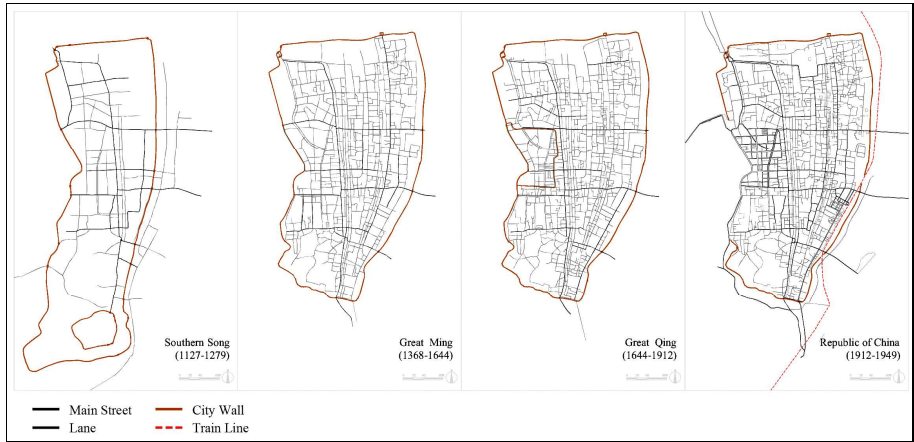 Southern Song
(1127-1279)
Great Ming
(1368-1644)
Great Qing
(1644-1912)
Republic of China
(1912-1949)
Main Street
City Wall
Lane
Train Line